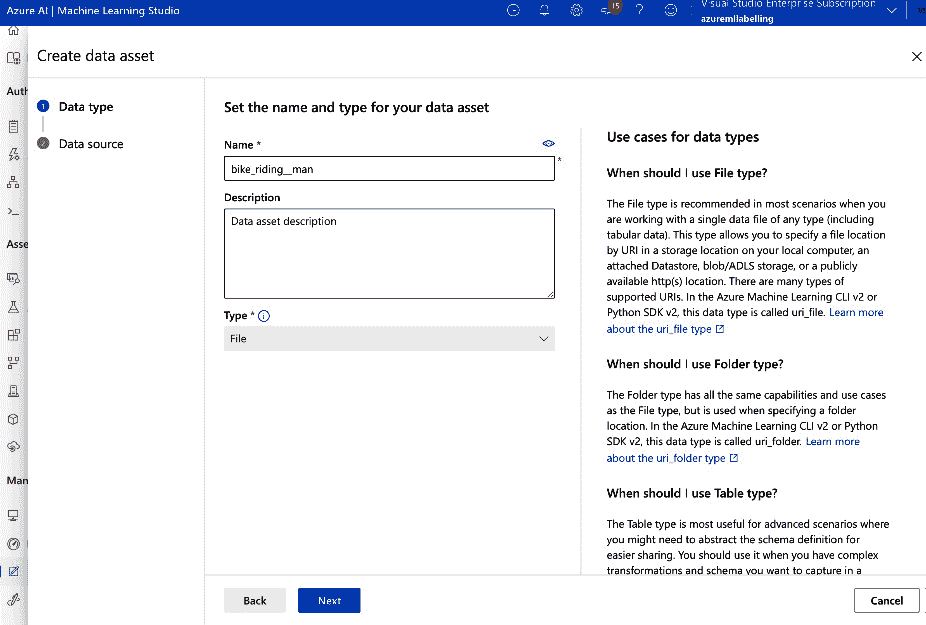 Azure AI | Machine Learning Studio
15
?
Visual Studio Enterprise Subscription
azuremllabelling
Create data asset
Auth
Asse
Man
1 Data type
2 Data source
Set the name and type for your data asset
Name *
bike_riding__man
*
Description
Data asset description
Type *
File
Back
Next
Use cases for data types
When should I use File type?
The File type is recommended in most scenarios when you
are working with a single data file of any type (including
tabular data). This type allows you to specify a file location
by URI in a storage location on your local computer, an
attached Datastore, blob/ADLS storage, or a publicly
available http(s) location. There are many types of
supported URIs. In the Azure Machine Learning CLI v2 or
Python SDK v2, this data type is called uri_file. Learn more
about the uri_file type
When should I use Folder type?
The Folder type has all the same capabilities and use cases
as the File type, but is used when specifying a folder
location. In the Azure Machine Learning CLI v2 or Python
SDK v2, this data type is called uri_folder. Learn more
about the uri_folder type
When should I use Table type?
The Table type is most useful for advanced scenarios where
you might need to abstract the schema definition for
easier sharing. You should use it when you have complex
transformations and schema you want to capture in a
Cancel